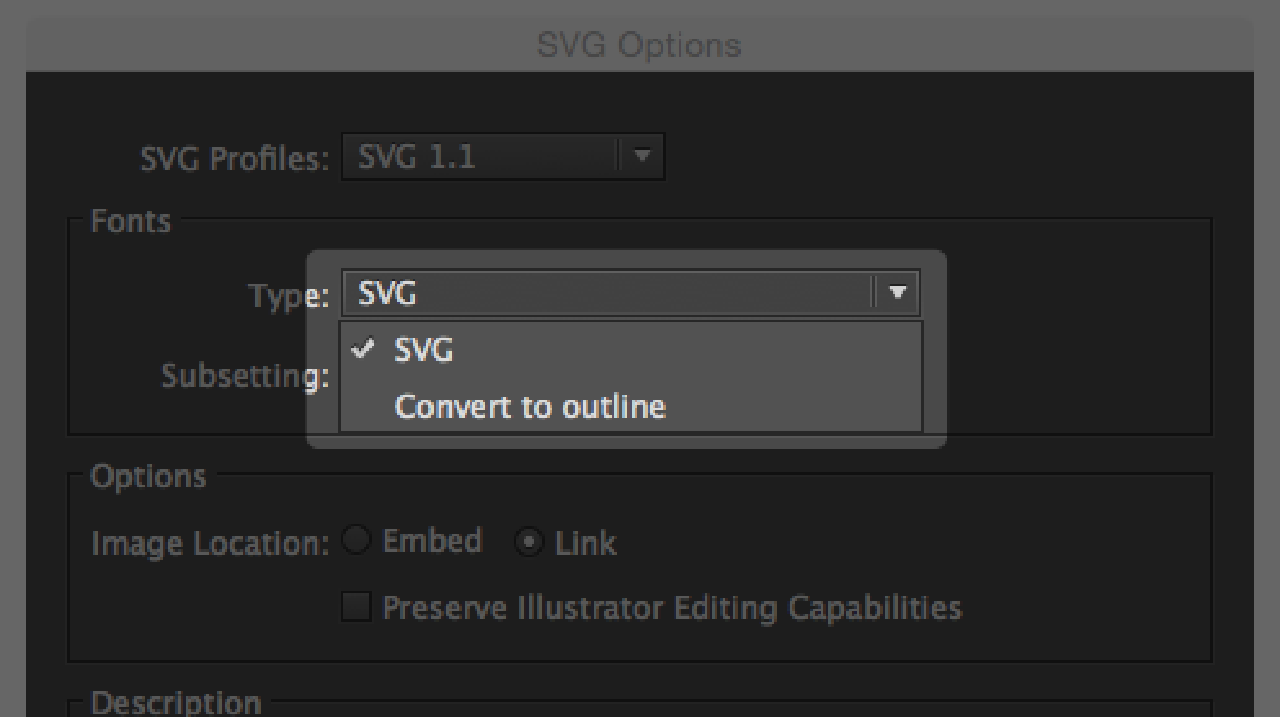 SVG Options
SVG Profiles: SVG 1.1
Fonts
Type: SVG
SVG
Subsetting:
Convert to outline
Options
Image Location: Embed Link
Preserve Illustrator Editing Capabilities
Description